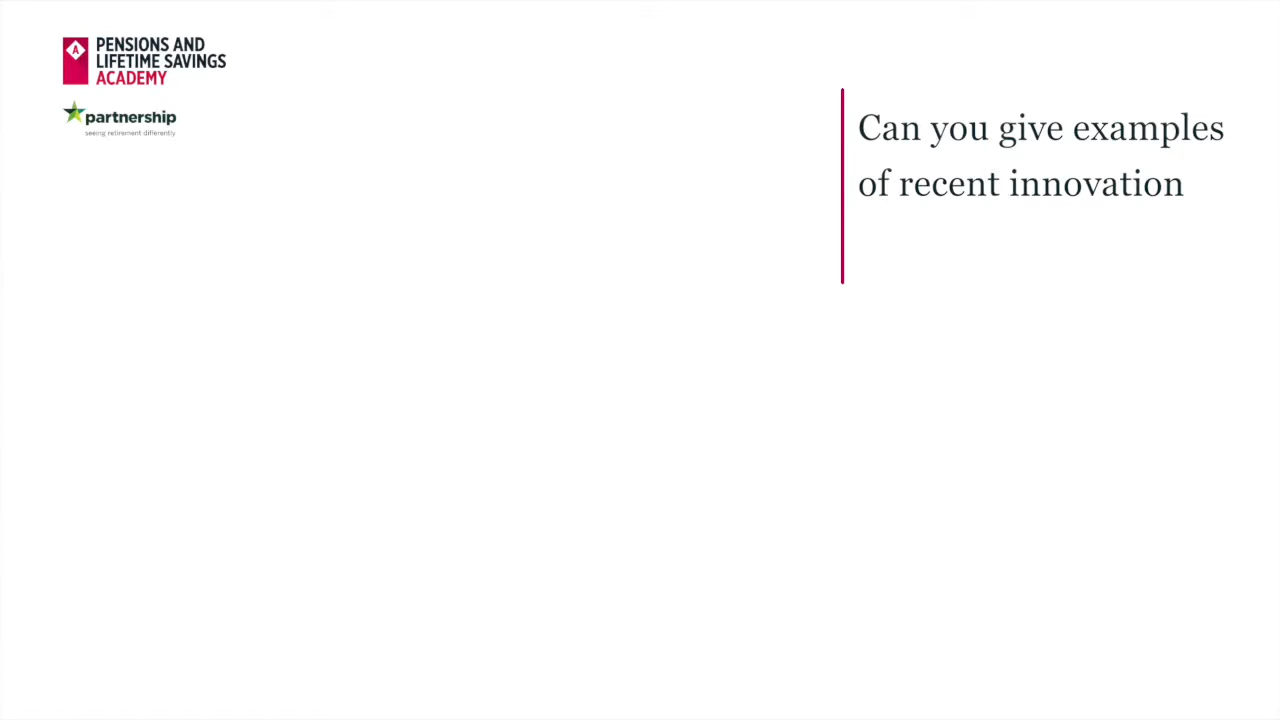 PENSIONS AND
LIFETIME SAVINGS
ACADEMY
A
partnership
seeing retirement differently
Can you give examples
of recent innovation